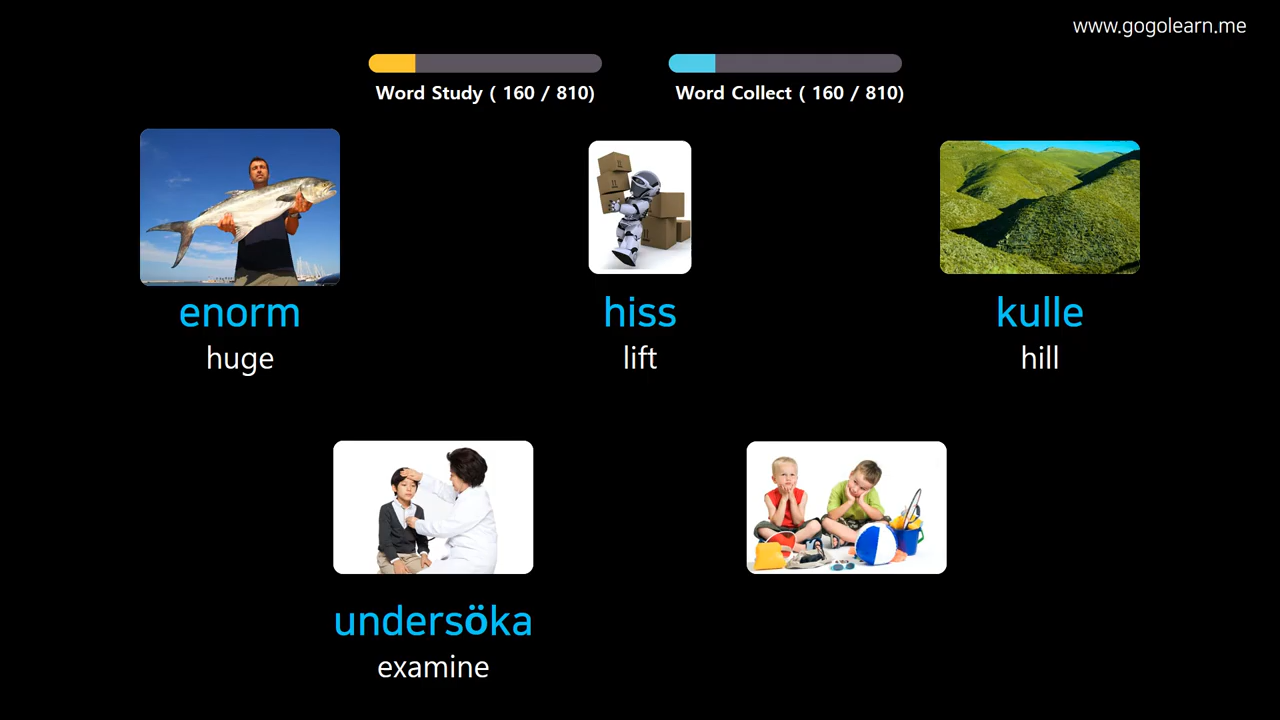 www.gogolearn.me
Word Study ( 160 / 810)
Word Collect ( 160 / 810)
enorm
huge
hiss
lift
kulle
hill
undersöka
examine